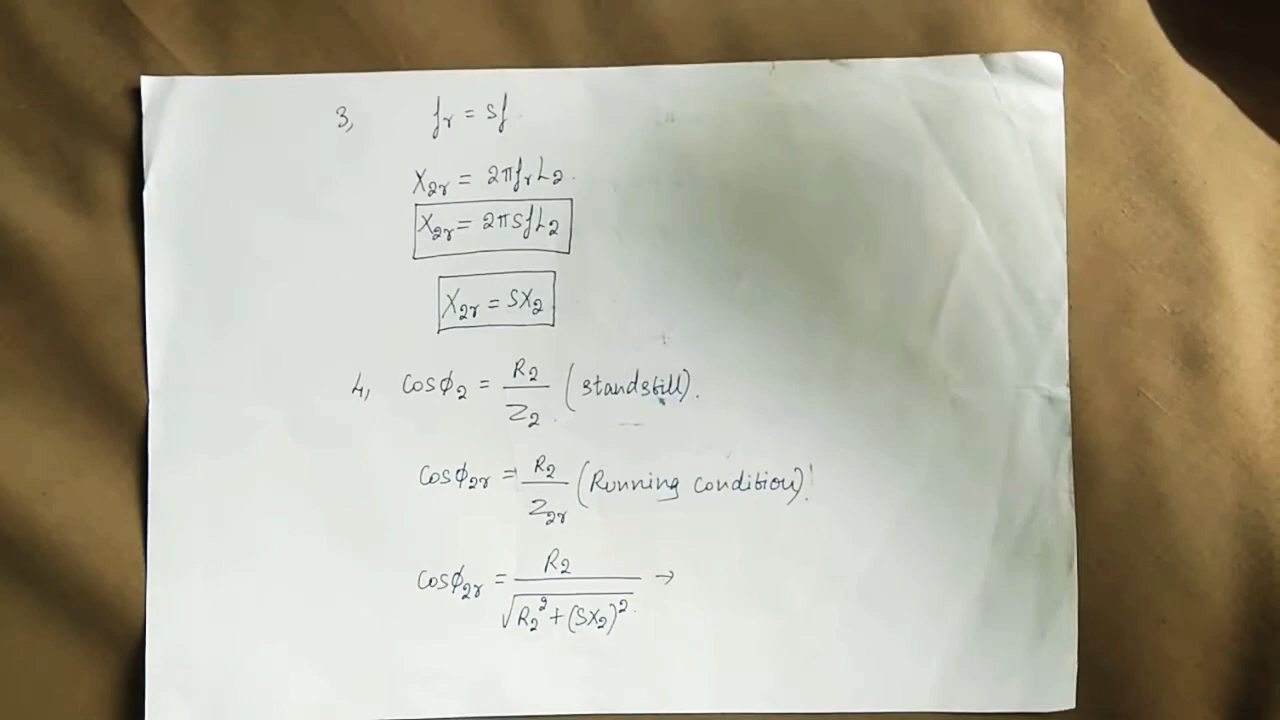 3, fr = Sf
X2r = 2πfrL2.
X2r = 2πSfL2
X2r = SX2
4, Cosϕ2 = R2/Z2 (standstill).
Cosϕ2r = R2/Z2r (Running condition)!
Cosϕ2r = R2/√R2²+(SX2)² →